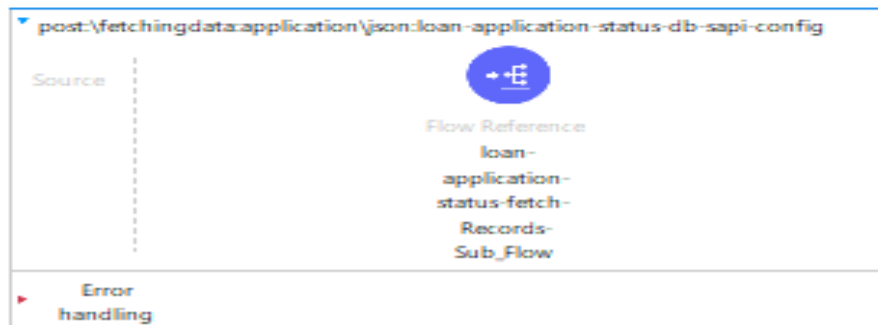 post:\fetchingdata:application\json:loan-application-status-db-sapi-config
Source
Flow Reference
loan-
application-
status-fetch-
Records-
Sub_Flow
Error
handling